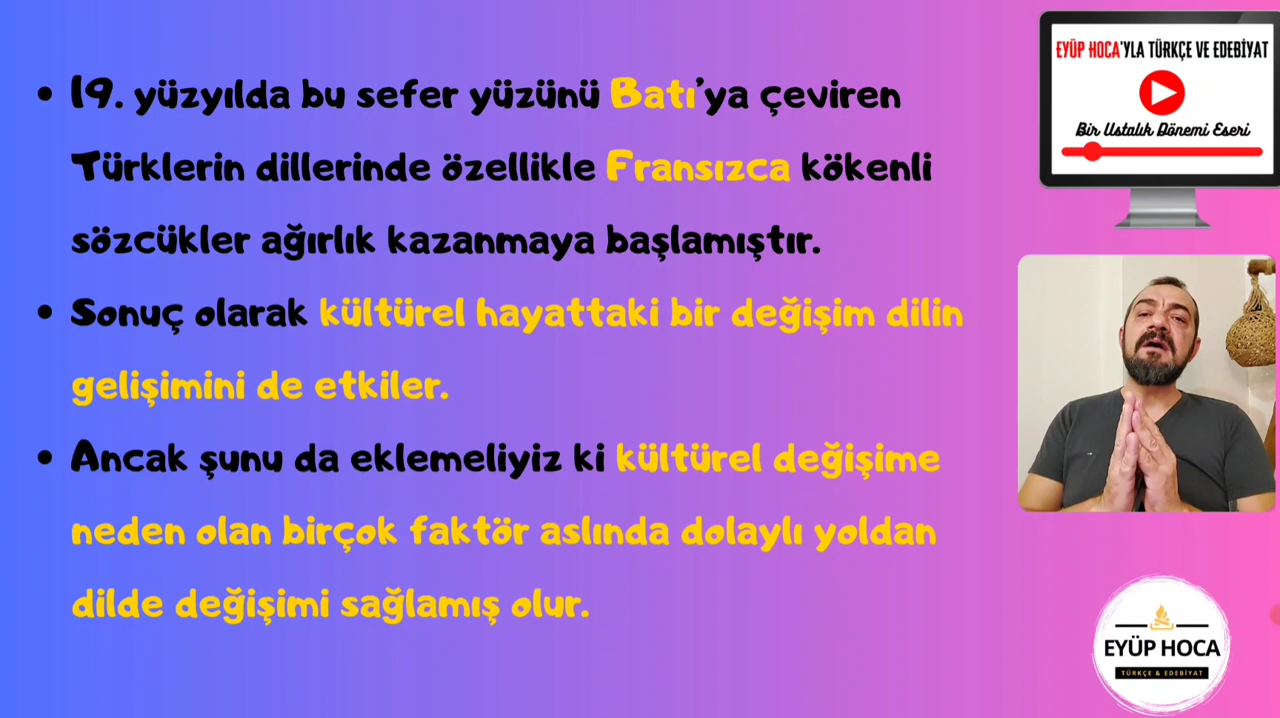 19. yüzyılda bu sefer yüzünü Batı'ya çeviren
Türklerin dillerinde özellikle Fransızca kökenli
sözcükler ağırlık kazanmaya başlamıştır.
Sonuç olarak kültürel hayattaki bir değişim dilin
gelişimini de etkiler.
Ancak şunu da eklemeliyiz ki kültürel değişime
neden olan birçok faktör aslında dolaylı yoldan
dilde değişimi sağlamış olur.
EYÜP HOCA'YLA TÜRKÇE VE EDEBİYAT
Bir Ustalık Dönemi Eseri
EYÜP HOCA
TÜRKÇE & EDEBİYAT